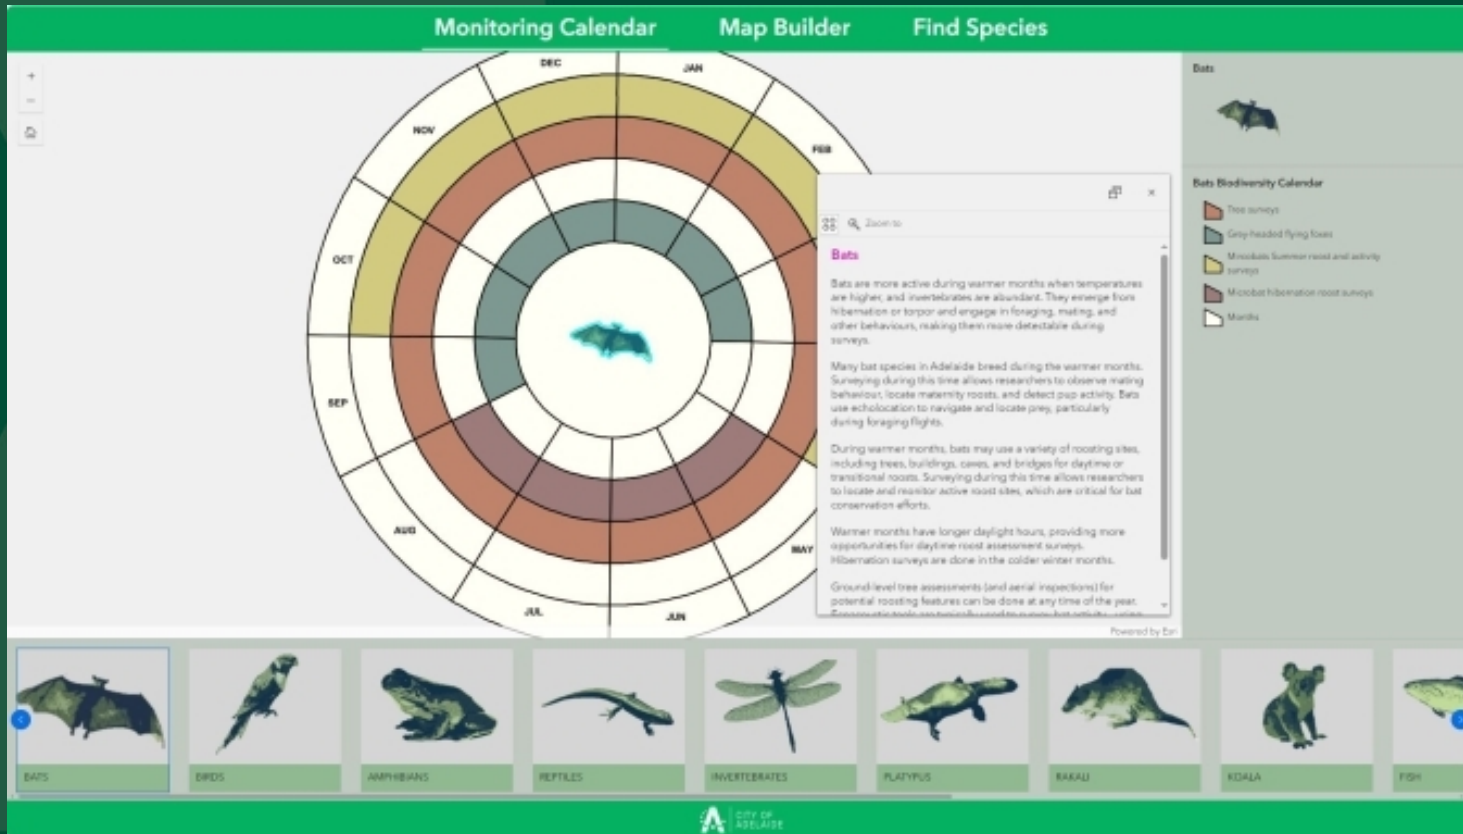 Monitoring Calendar
Map Builder
Find Species
DEC
JAN
NOV
FEB
OCT
SEP
AUG
MAY
JUL
JUN
Zoom to
Bats
Bats are more active during warmer months when temperatures
are higher, and invertebrates are abundant. They emerge from
hibernation or torpor and engage in foraging, mating, and
other behaviours, making them more detectable during
surveys.
Many bat species in Adelaide breed during the warmer months.
Surveying during this time allows researchers to observe mating
behaviour, locate maternity roosts, and detect pup activity. Bats
use echolocation to navigate and locate prey, particularly
during foraging flights.
During warmer months, bats may use a variety of roosting sites,
including trees, buildings, caves, and bridges for daytime or
transitional roosts. Surveying during this time allows researchers
to locate and monitor active roost sites, which are critical for bat
conservation efforts.
Warmer months have longer daylight hours, providing more
opportunities for daytime roost assessment surveys.
Hibernation surveys are done in the colder winter months.
Ground-level tree assessments (and aerial inspections) for
potential roosting features can be done at any time of the year.
Powered by Esri
Bats
Bats Biodiversity Calendar
Tree surveys
Grey-headed flying foxes
Microbats Summer roost and activity
surveys
Microbat hibernation roost surveys
Months
BATS
BIRDS
AMPHIBIANS
REPTILES
INVERTEBRATES
PLATYPUS
RAKALI
KOALA
FISH
CITY OF
ADELAIDE